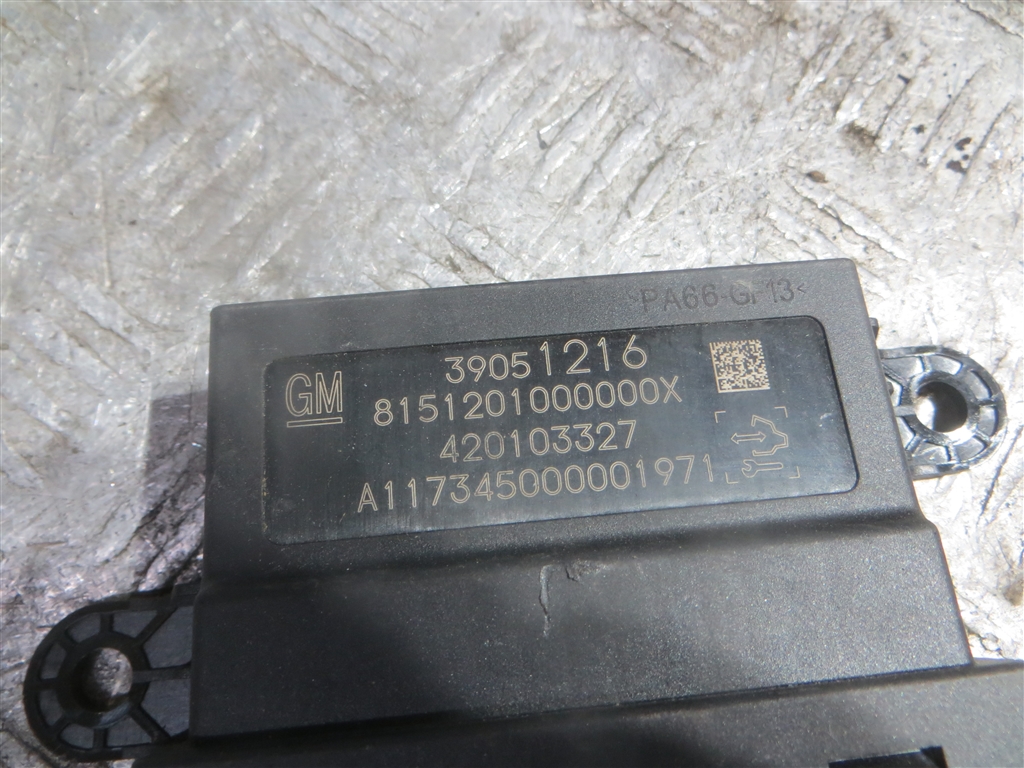 >PA66-GF13<
GM
39051216
8151201000000X
420103327
A117345000001971